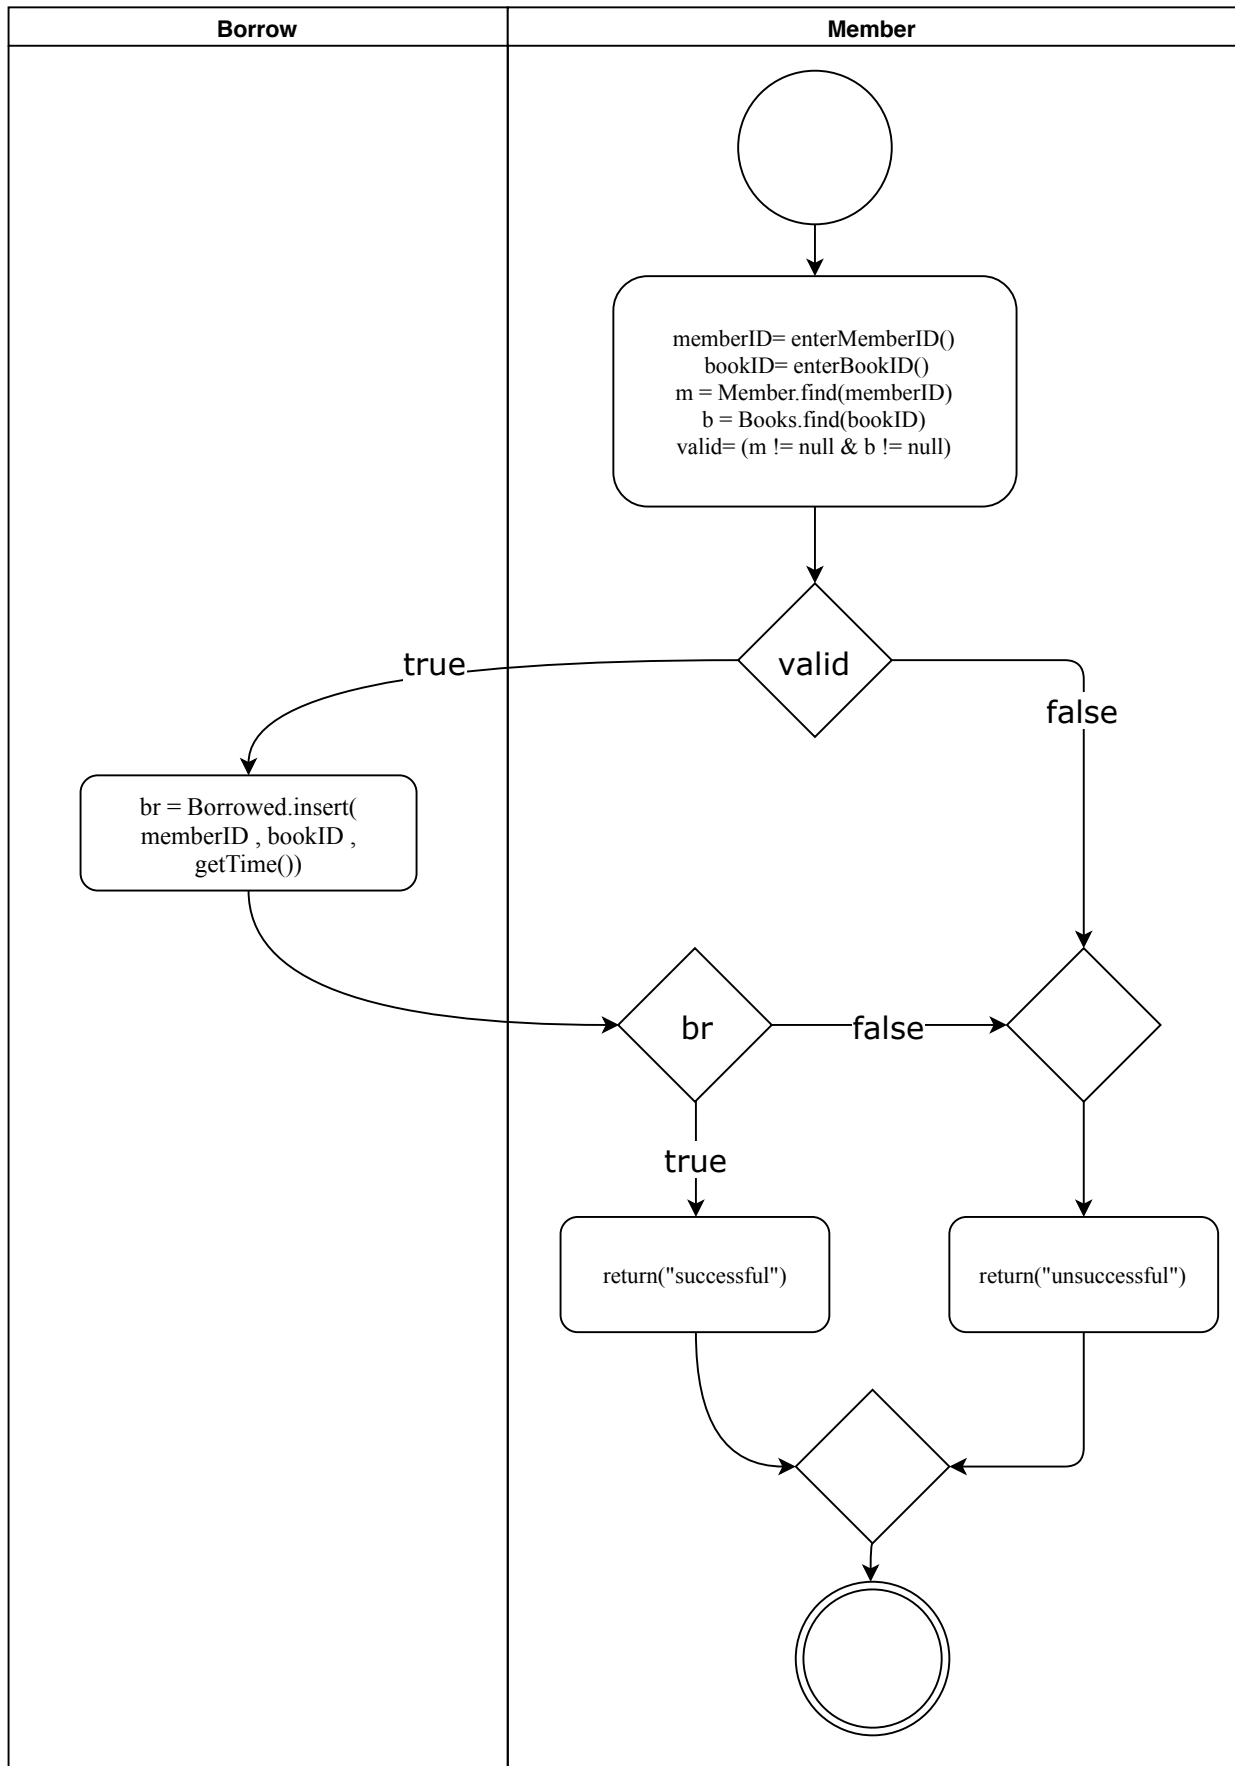 Borrow
Member
memberID= enterMemberID()
bookID= enterBookID()
m = Member.find(memberID)
b = Books.find(bookID)
valid= (m != null & b != null)
valid
true
false
br = Borrowed.insert(
memberID , bookID ,
getTime())
br
false
true
return("successful")
return("unsuccessful")